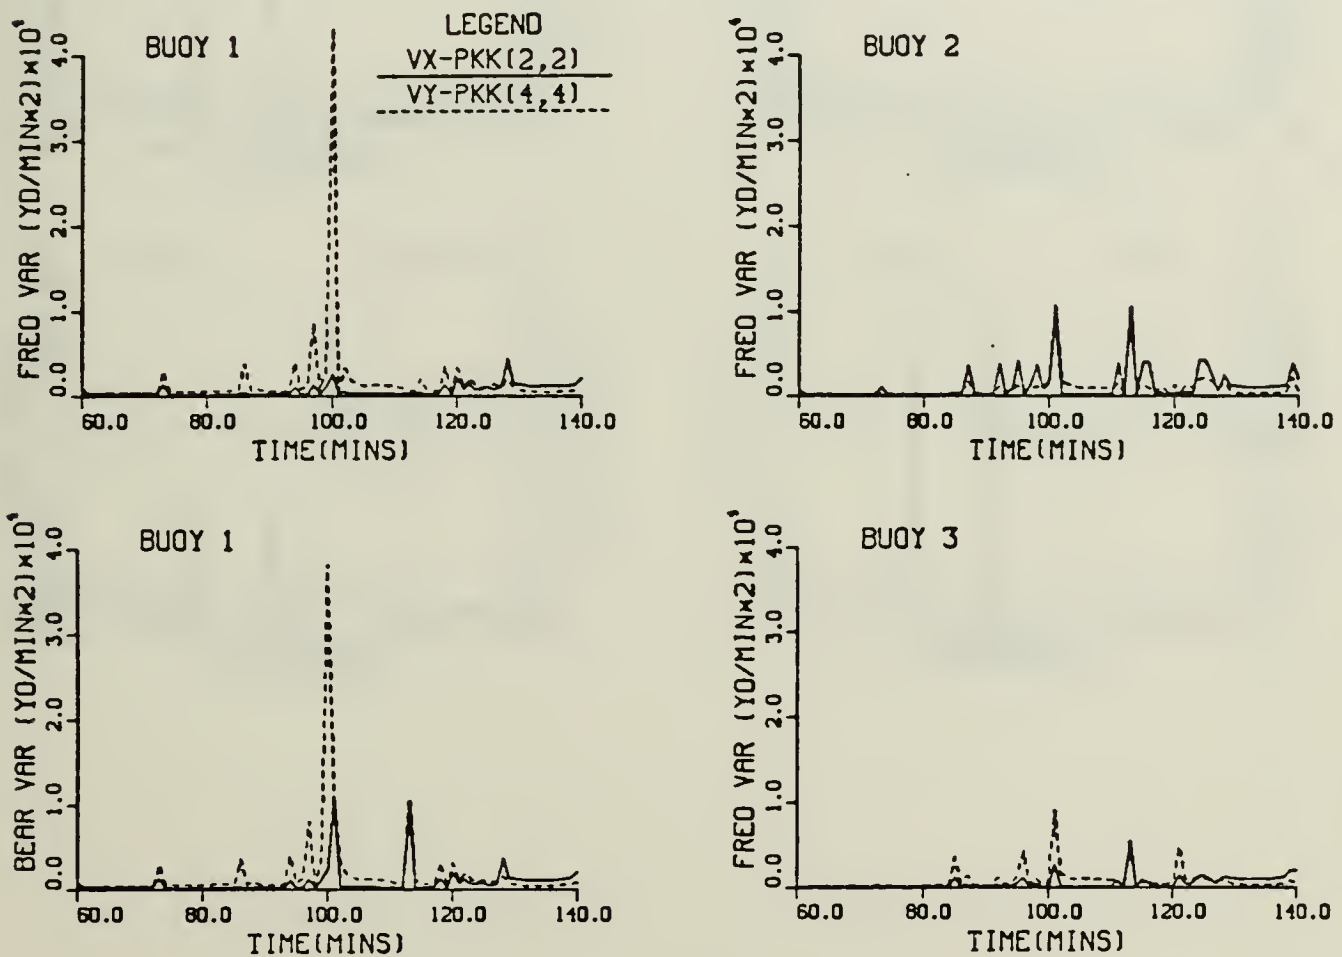 BUOY 1
LEGEND
VX-PKK(2,2)
VY-PKK(4,4)
FREQ VAR (YD/MIN*2)*10⁴
0.0 1.0 2.0 3.0 4.0
60.0 80.0 100.0 120.0 140.0
TIME(MINS)
BUOY 2
FREQ VAR (YD/MIN*2)*10⁴
0.0 1.0 2.0 3.0 4.0
60.0 80.0 100.0 120.0 140.0
TIME(MINS)
BUOY 1
BEAR VAR (YD/MIN*2)*10⁴
0.0 1.0 2.0 3.0 4.0
60.0 80.0 100.0 120.0 140.0
TIME(MINS)
BUOY 3
FREQ VAR (YD/MIN*2)*10⁴
0.0 1.0 2.0 3.0 4.0
60.0 80.0 100.0 120.0 140.0
TIME(MINS)